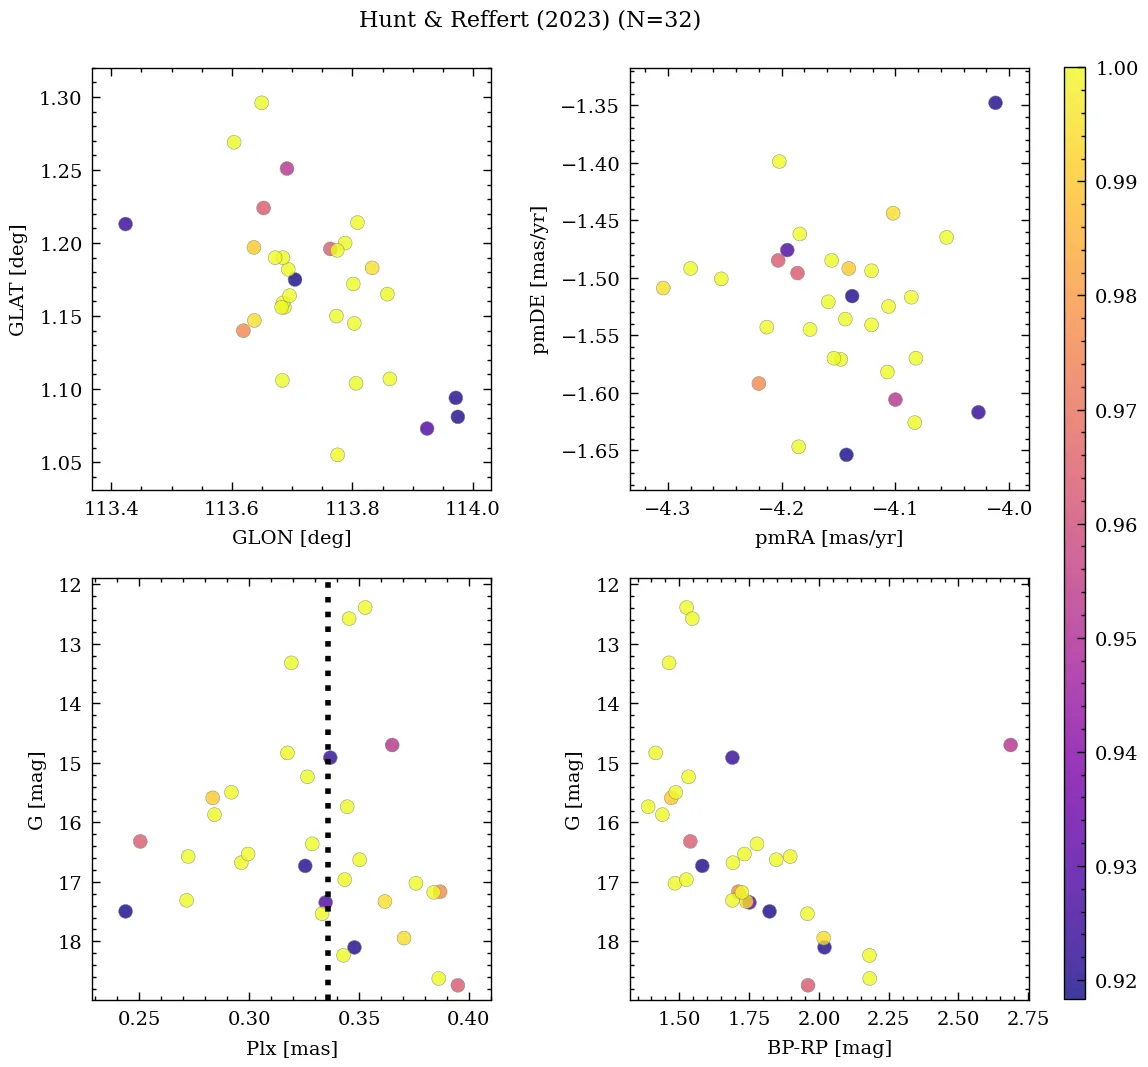 Hunt & Reffert (2023) (N=32)
1.30
1.25
1.20
1.15
1.10
1.05
GLAT [deg]
113.4 113.6 113.8 114.0
GLON [deg]
−1.35
−1.40
−1.45
−1.50
−1.55
−1.60
−1.65
pmDE [mas/yr]
−4.3 −4.2 −4.1 −4.0
pmRA [mas/yr]
12
13
14
15
16
17
18
G [mag]
0.25 0.30 0.35 0.40
Plx [mas]
12
13
14
15
16
17
18
G [mag]
1.50 1.75 2.00 2.25 2.50 2.75
BP-RP [mag]
1.00
0.99
0.98
0.97
0.96
0.95
0.94
0.93
0.92